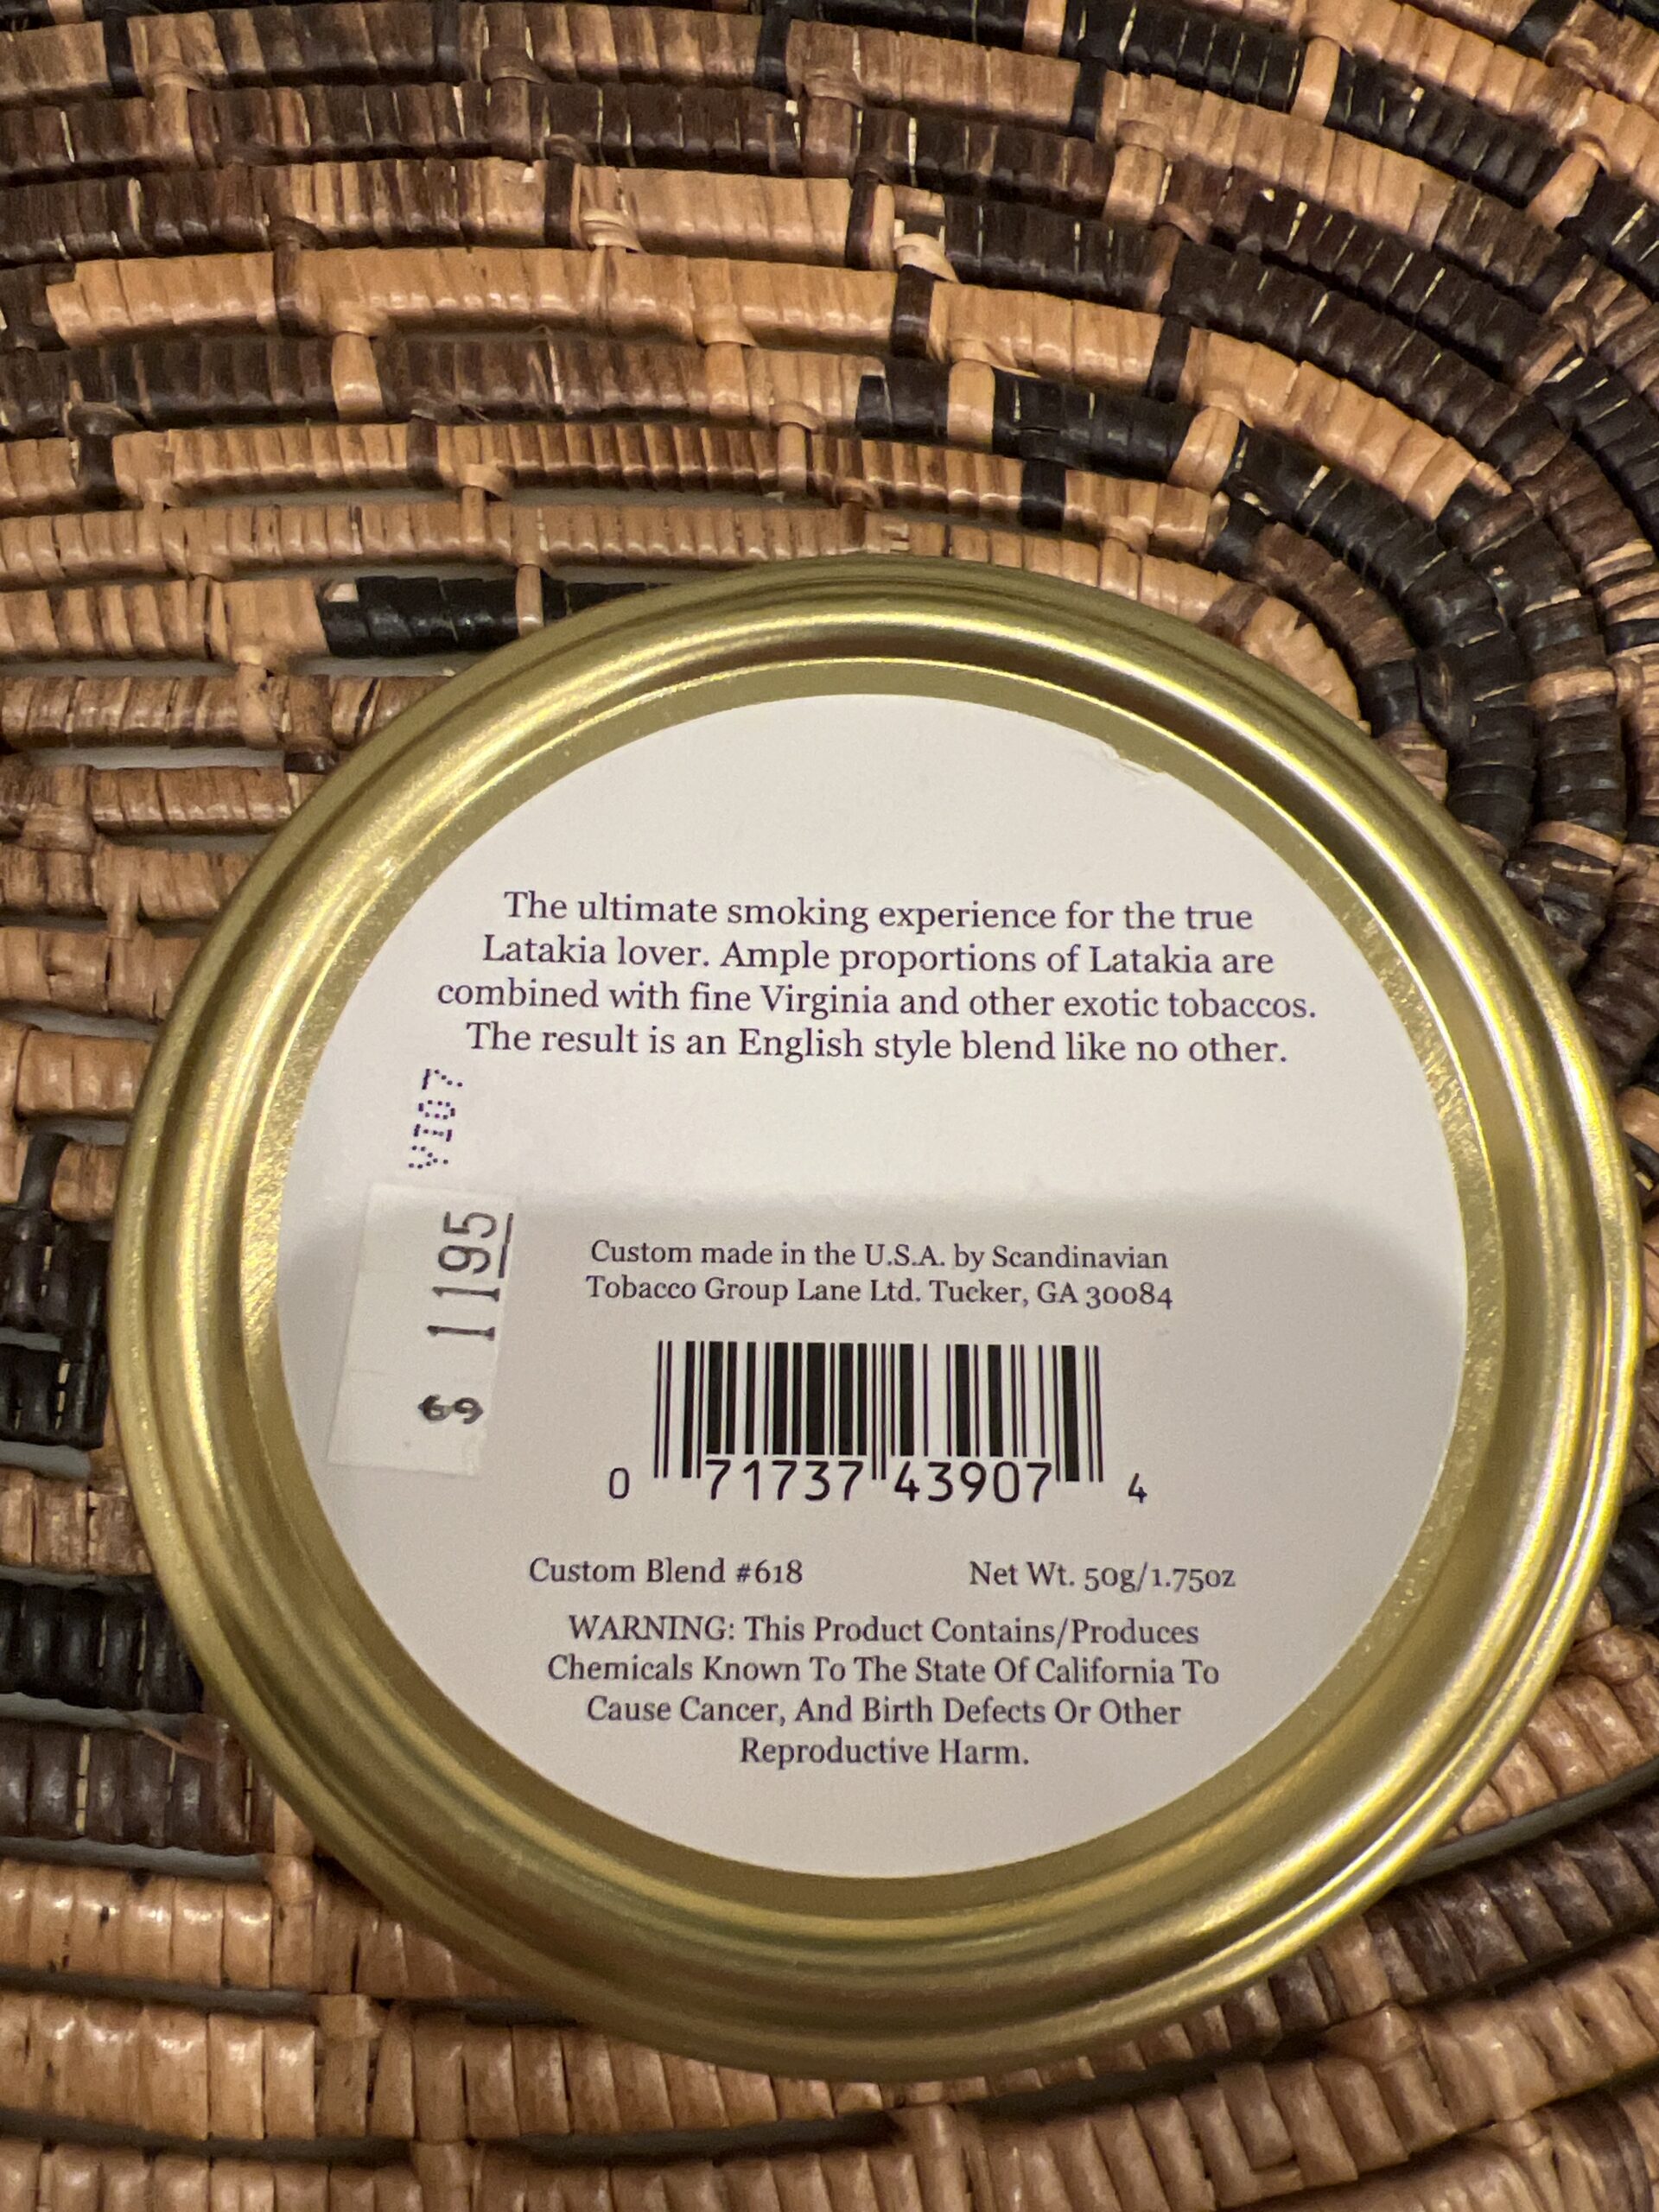 The ultimate smoking experience for the true
Latakia lover. Ample proportions of Latakia are
combined with fine Virginia and other exotic tobaccos.
The result is an English style blend like no other.
VI07
$ 1195
Custom made in the U.S.A. by Scandinavian
Tobacco Group Lane Ltd. Tucker, GA 30084
0 71737 43907 4
Custom Blend #618 Net Wt. 50g/1.75oz
WARNING: This Product Contains/Produces
Chemicals Known To The State Of California To
Cause Cancer, And Birth Defects Or Other
Reproductive Harm.